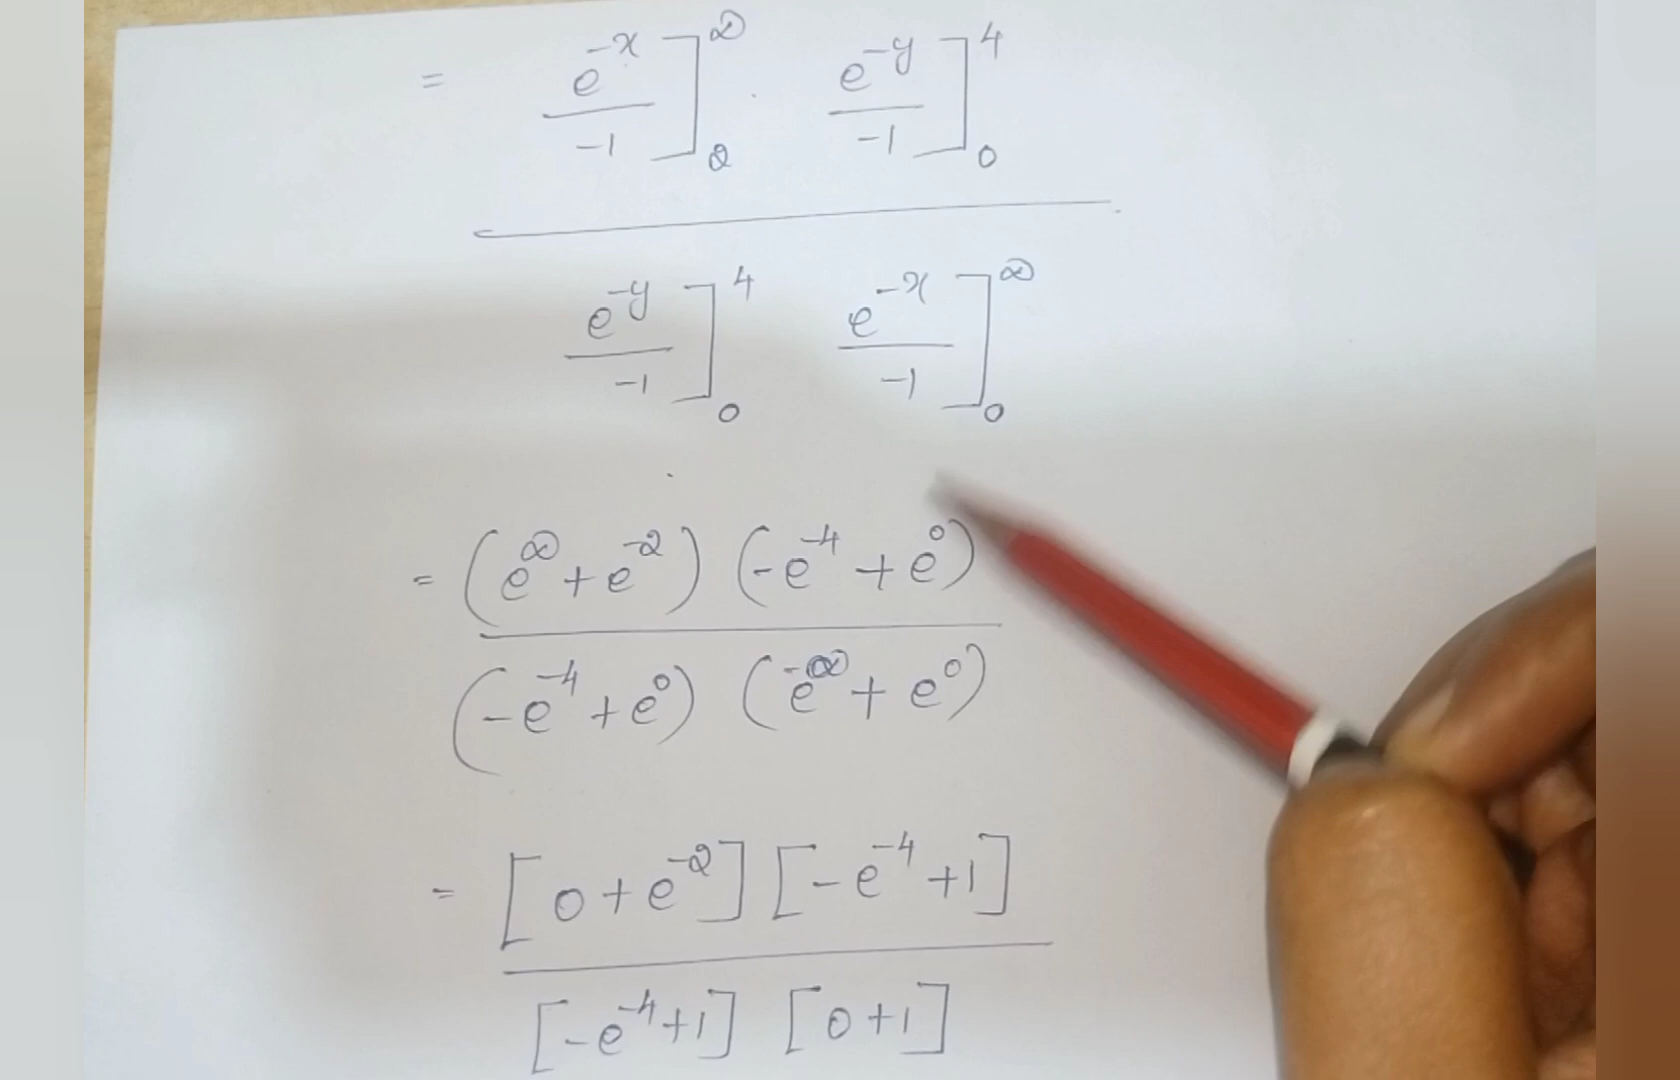 = e^{-x}/-1 ]_2^∞ . e^{-y}/-1 ]_0^4
e^{-y}/-1 ]_0^4 e^{-x}/-1 ]_0^∞
= (e^∞ + e^{-2}) (-e^{-4} + e^0)
(-e^{-4} + e^0) (e^{-∞} + e^0)
= [0 + e^{-2}] [-e^{-4} + 1]
[-e^{-4} + 1] [0 + 1]